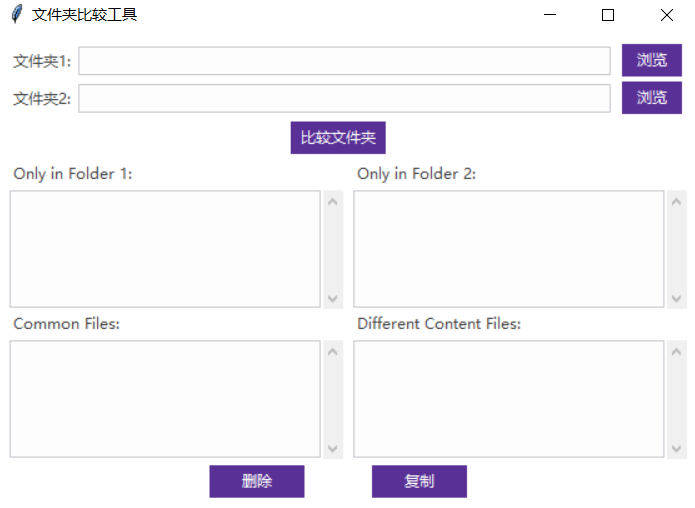 文件夹比较工具
文件夹1: 浏览
文件夹2: 浏览
比较文件夹
Only in Folder 1: Only in Folder 2:
Common Files: Different Content Files:
删除 复制